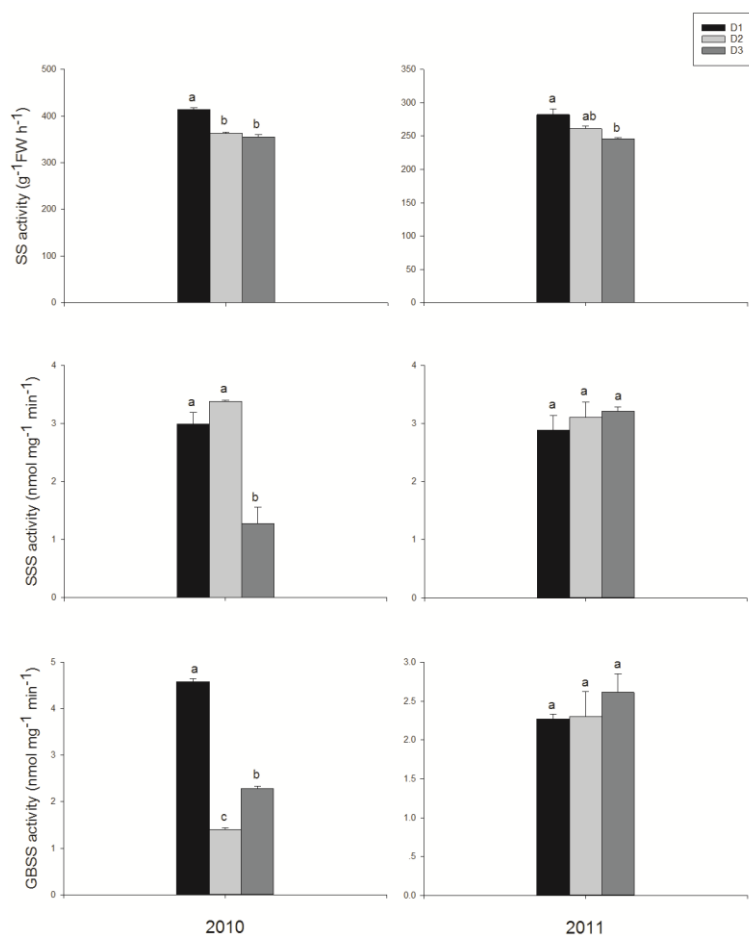 D1
D2
D3
500
400
300
200
100
0
SS activity (g⁻¹FW h⁻¹)
a
b
b
350
300
250
200
150
100
50
0
a
ab
b
4
3
2
1
0
SSS activity (nmol mg⁻¹ min⁻¹)
a
a
b
4
3
2
1
0
a
a
a
5
4
3
2
1
0
GBSS activity (nmol mg⁻¹ min⁻¹)
a
c
b
3.0
2.5
2.0
1.5
1.0
.5
0.0
a
a
a
2010
2011